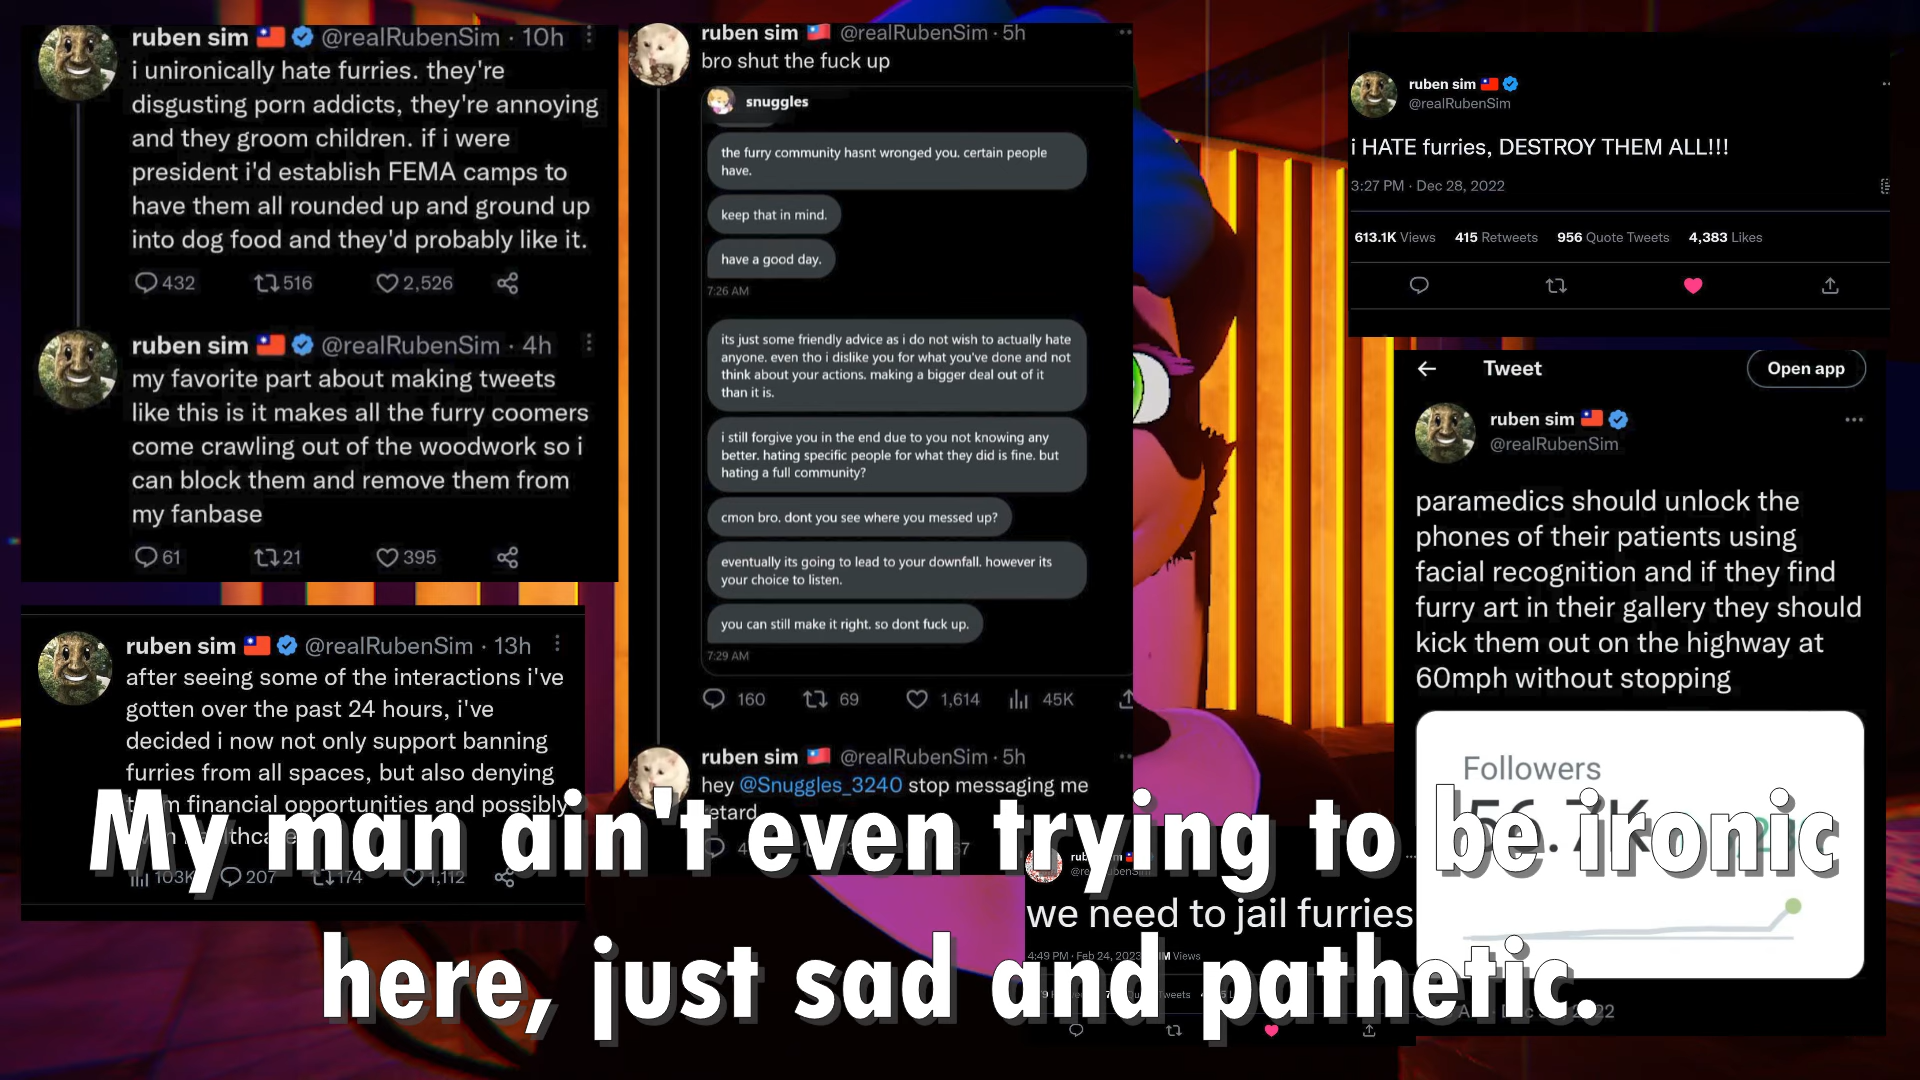 ruben sim @realRubenSim · 10h
i unironically hate furries. they're
disgusting porn addicts, they're annoying
and they groom children. if i were
president i'd establish FEMA camps to
have them all rounded up and ground up
into dog food and they'd probably like it.
432 516 2,526
ruben sim @realRubenSim · 4h
my favorite part about making tweets
like this is it makes all the furry coomers
come crawling out of the woodwork so i
can block them and remove them from
my fanbase
61 21 395
ruben sim @realRubenSim · 13h
after seeing some of the interactions i've
gotten over the past 24 hours, i've
decided i now not only support banning
furries from all spaces, but also denying
financial opportunities and possibly
103K 207 174 1,112
ruben sim @realRubenSim · 5h
bro shut the fuck up
snuggles
the furry community hasnt wronged you. certain people
have.
keep that in mind.
have a good day.
7:26 AM
its just some friendly advice as i do not wish to actually hate
anyone. even tho i dislike you for what you've done and not
think about your actions. making a bigger deal out of it
than it is.
i still forgive you in the end due to you not knowing any
better. hating specific people for what they did is fine. but
hating a full community?
cmon bro. dont you see where you messed up?
eventually its going to lead to your downfall. however its
your choice to listen.
you can still make it right. so dont fuck up.
7:29 AM
160 69 1,614 45K
ruben sim @realRubenSim · 5h
hey @Snuggles_3240 stop messaging me
etard
ruben sim
@realRubenSim
i HATE furries, DESTROY THEM ALL!!!
3:27 PM · Dec 28, 2022
613.1K Views 415 Retweets 956 Quote Tweets 4,383 Likes
Tweet
Open app
ruben sim
@realRubenSim
paramedics should unlock the
phones of their patients using
facial recognition and if they find
furry art in their gallery they should
kick them out on the highway at
60mph without stopping
Followers
56.7K
we need to jail furries
4:49 PM · Feb 24, 2023 Views
My man ain't even trying to be ironic
here, just sad and pathetic.